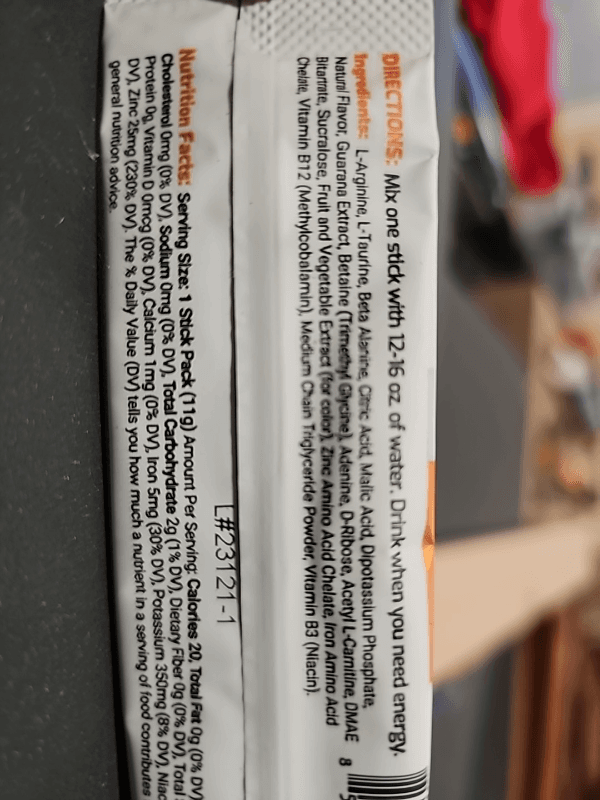 DIRECTIONS: Mix one stick with 12-16 oz. of water. Drink when you need energy.
Ingredients: L-Arginine, L-Taurine, Beta Alanine, Citric Acid, Malic Acid, Dipotassium Phosphate,
Natural Flavor, Guarana Extract, Betaine (Trimethyl Glycine), Adenine, D-Ribose, Acetyl L-Carnitine, DMAE
Bitartrate, Sucralose, Fruit and Vegetable Extract (for color), Zinc Amino Acid Chelate, Iron Amino Acid
Chelate, Vitamin B12 (Methylcobalamin), Medium Chain Triglyceride Powder, Vitamin B3 (Niacin).
8
L#23121-1
Nutrition Facts: Serving Size: 1 Stick Pack (11g) Amount Per Serving: Calories 20, Total Fat 0g (0% DV)
Cholesterol 0mg (0% DV), Sodium 0mg (0% DV), Total Carbohydrate 2g (1% DV), Dietary Fiber 0g (0% DV), Total
Protein 0g, Vitamin D 0mcg (0% DV), Calcium 1mg (0% DV), Iron 5mg (30% DV), Potassium 350mg (8% DV), Niac
DV), Zinc 25mg (230% DV). The % Daily Value (DV) tells you how much a nutrient in a serving of food contributes
general nutrition advice.